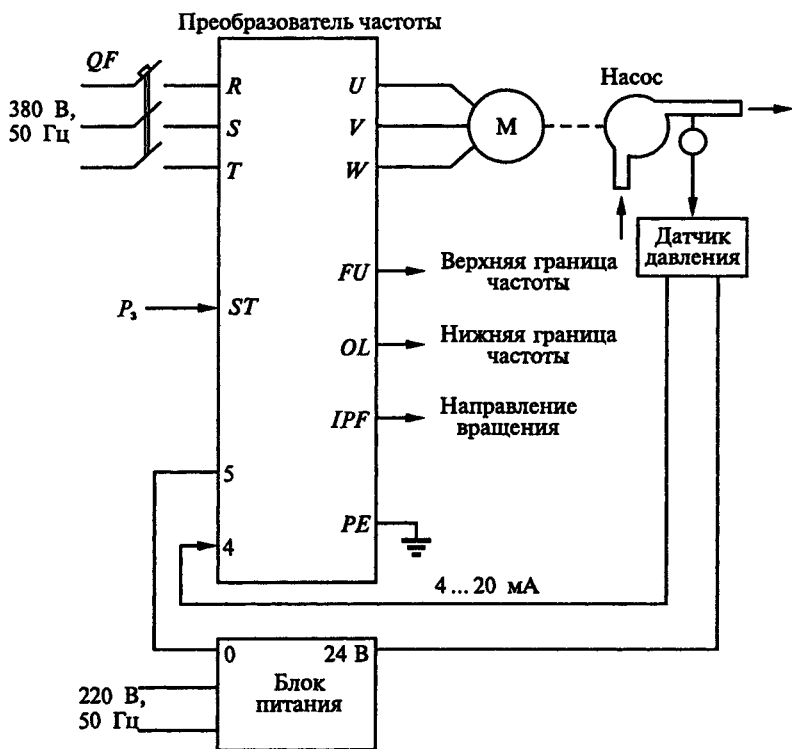 Преобразователь частоты
QF
380 В,
50 Гц
R
S
T
U
V
W
М
Насос
Датчик
давления
FU
Верхняя граница
частоты
Pз
ST
OL
Нижняя граница
частоты
IPF
Направление
вращения
5
PE
4
4 ... 20 мА
0
24 В
Блок
питания
220 В,
50 Гц